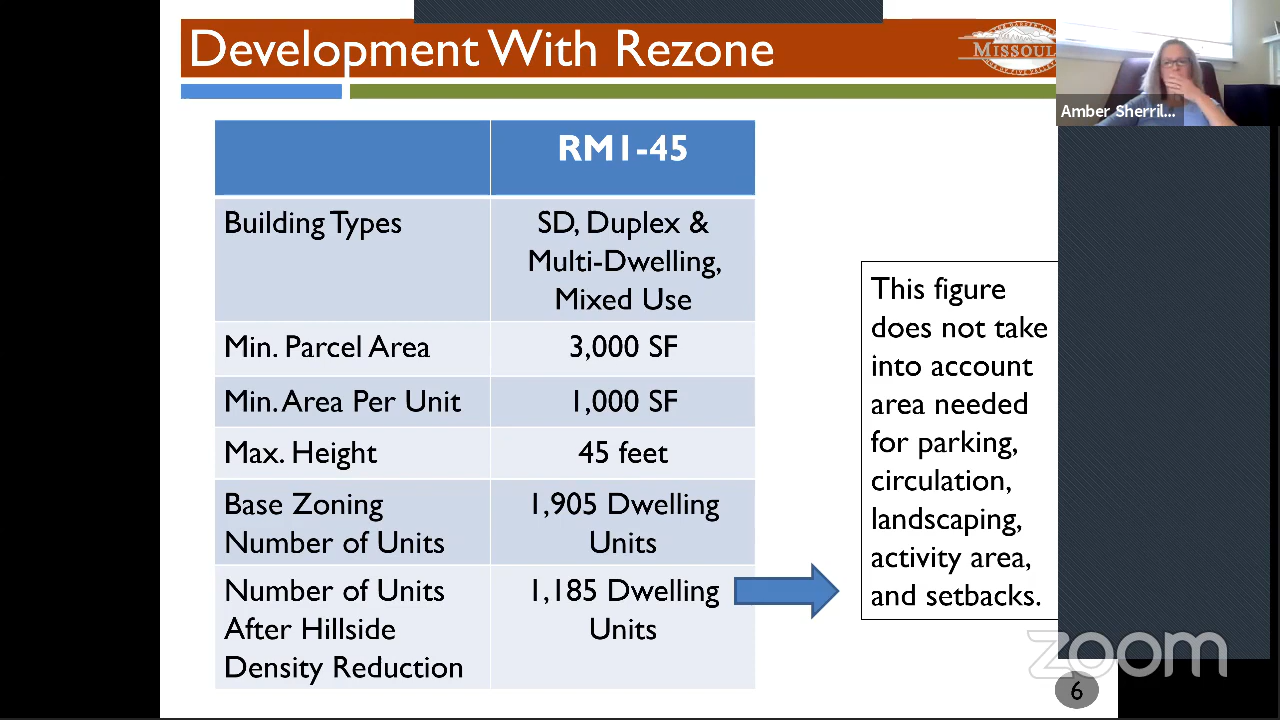 Development With Rezone
MISSOUL
Amber Sherril...
RM1-45
Building Types
SD, Duplex &
Multi-Dwelling,
Mixed Use
Min. Parcel Area
3,000 SF
Min. Area Per Unit
1,000 SF
Max. Height
45 feet
Base Zoning
Number of Units
1,905 Dwelling
Units
Number of Units
After Hillside
Density Reduction
1,185 Dwelling
Units
This figure
does not take
into account
area needed
for parking,
circulation,
landscaping,
activity area,
and setbacks.
zoom
6